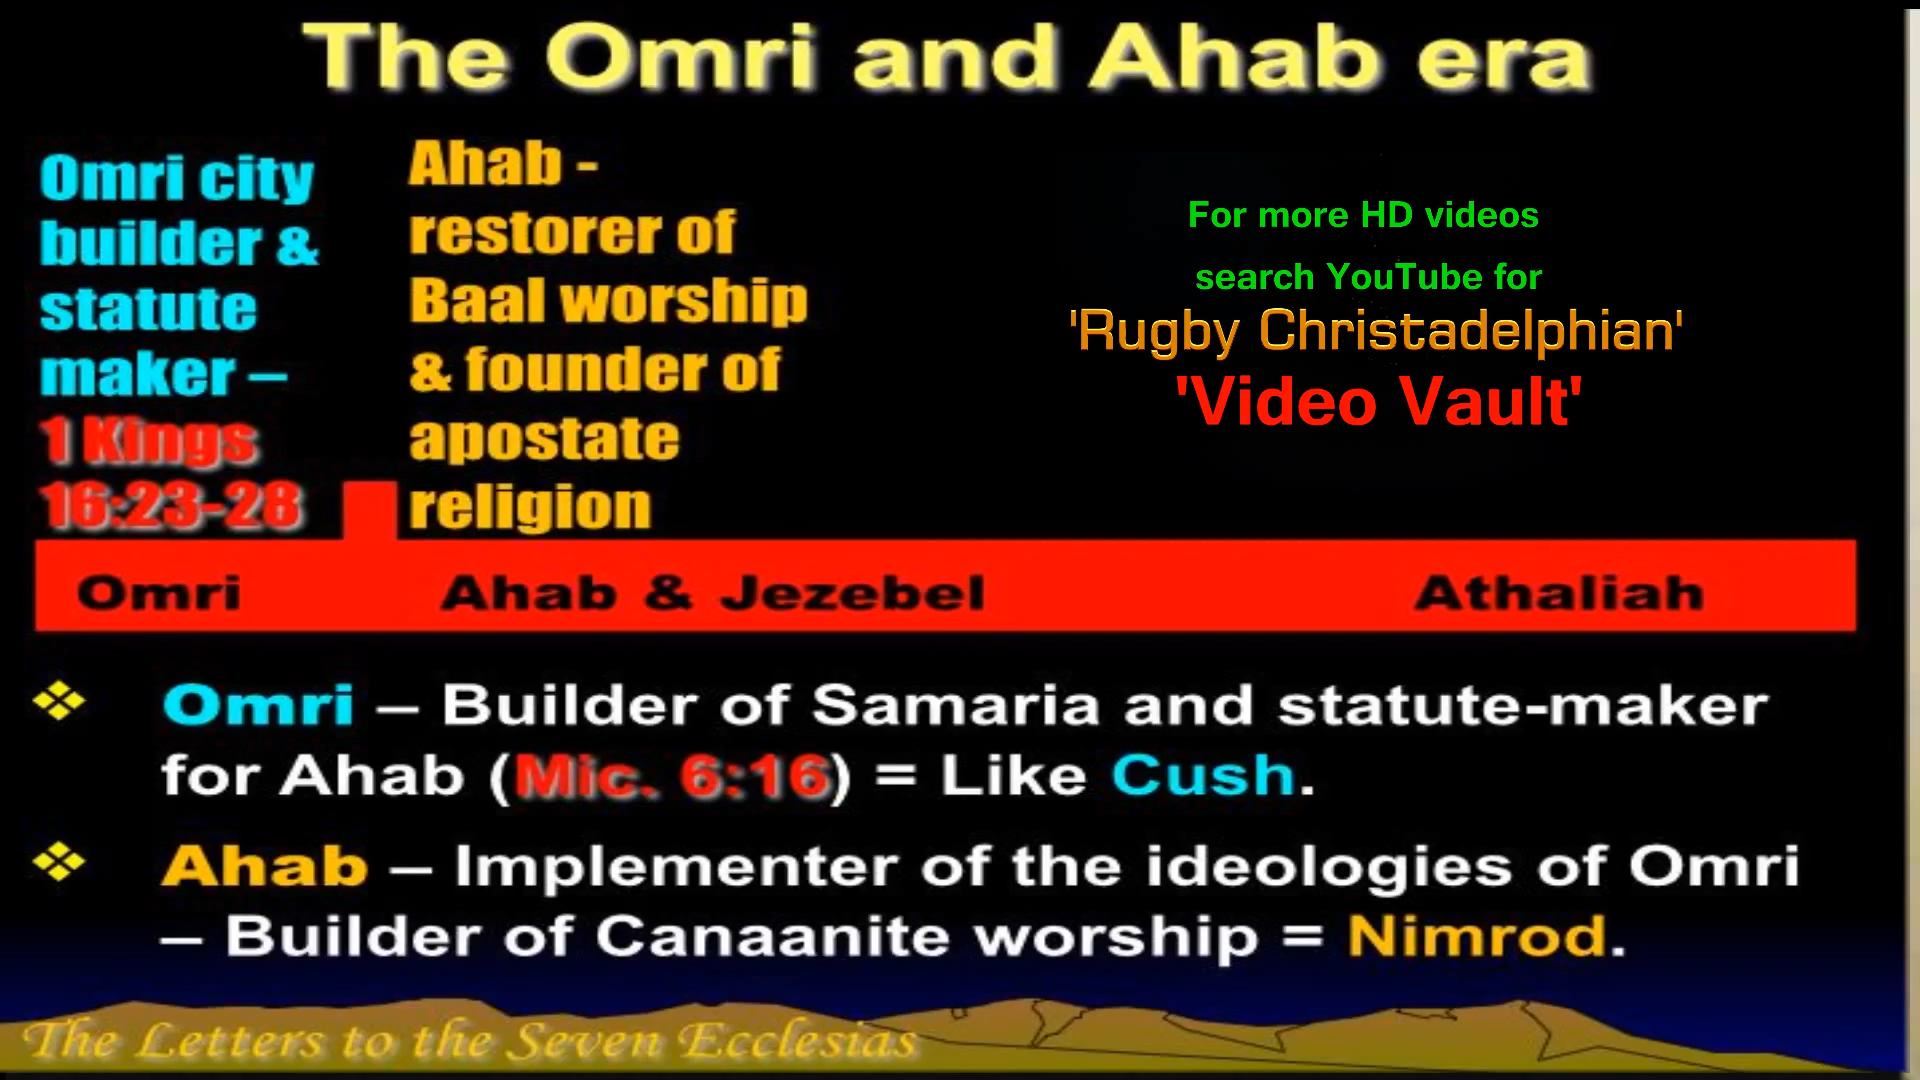 The Omri and Ahab era
Omri city
builder &
statute
maker –
1 Kings
16:23-28
Ahab -
restorer of
Baal worship
& founder of
apostate
religion
For more HD videos
search YouTube for
'Rugby Christadelphian'
'Video Vault'
Omri Ahab & Jezebel Athaliah
❖ Omri – Builder of Samaria and statute-maker
for Ahab (Mic. 6:16) = Like Cush.
❖ Ahab – Implementer of the ideologies of Omri
– Builder of Canaanite worship = Nimrod.
The Letters to the Seven Ecclesias